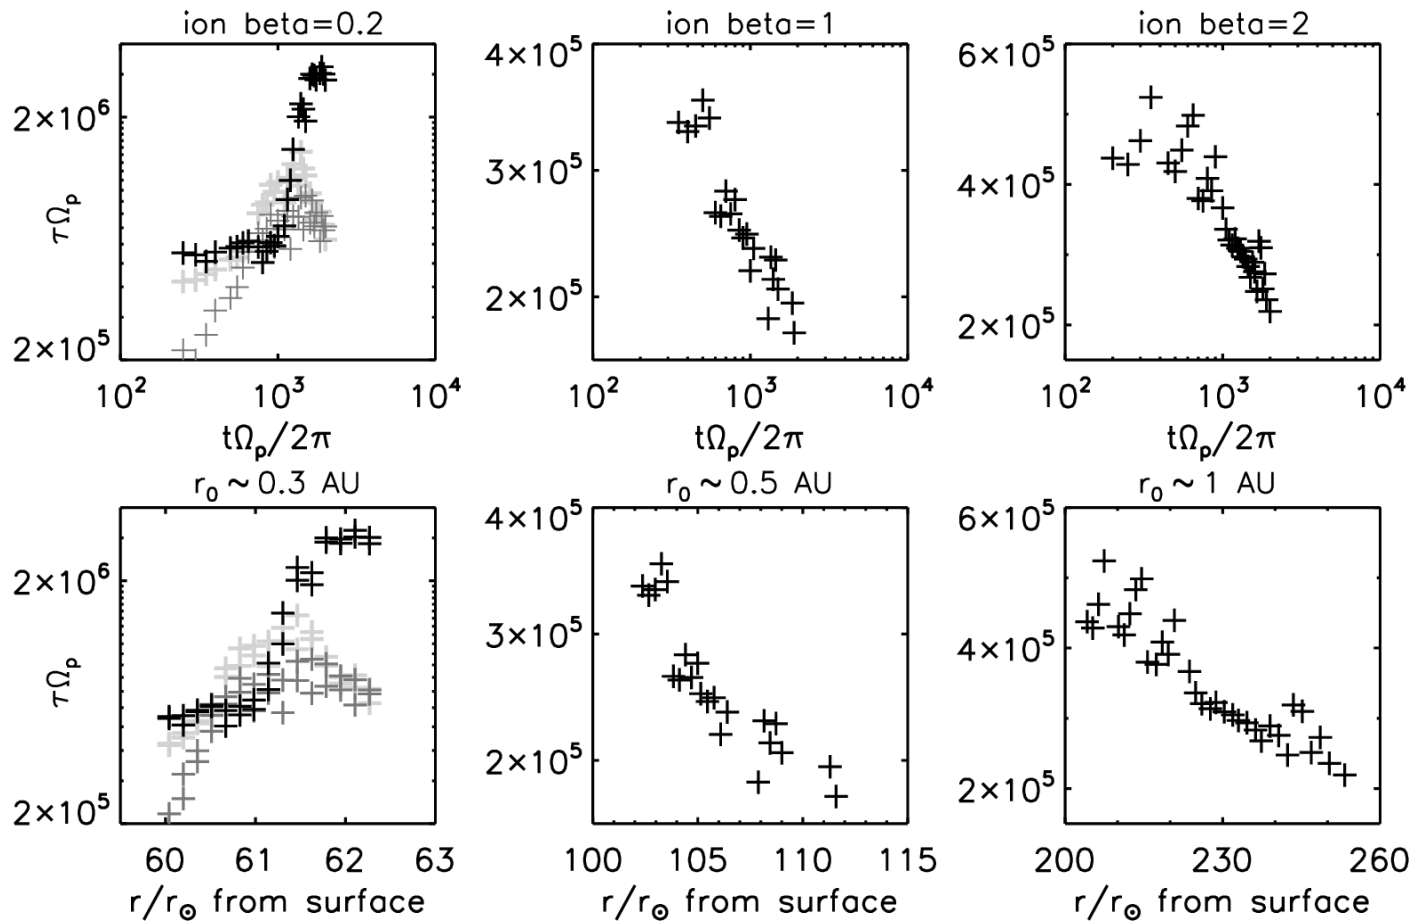 ion beta=0.2
ion beta=1
ion beta=2
τΩₚ
2×10⁶
2×10⁵
10²
10³
10⁴
tΩₚ/2π
4×10⁵
3×10⁵
2×10⁵
10²
10³
10⁴
tΩₚ/2π
6×10⁵
4×10⁵
2×10⁵
10²
10³
10⁴
tΩₚ/2π
r₀ ~ 0.3 AU
r₀ ~ 0.5 AU
r₀ ~ 1 AU
τΩₚ
2×10⁶
2×10⁵
60
61
62
63
r/r☉ from surface
4×10⁵
3×10⁵
2×10⁵
100
105
110
115
r/r☉ from surface
6×10⁵
4×10⁵
2×10⁵
200
230
260
r/r☉ from surface